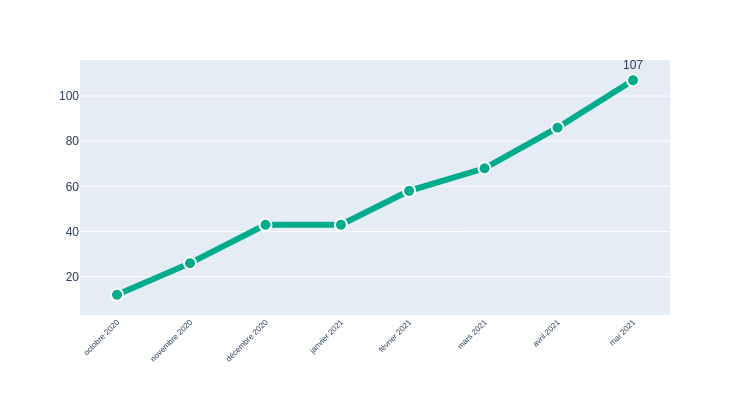 107
100
80
60
40
20
octobre 2020
novembre 2020
décembre 2020
janvier 2021
février 2021
mars 2021
avril 2021
mai 2021